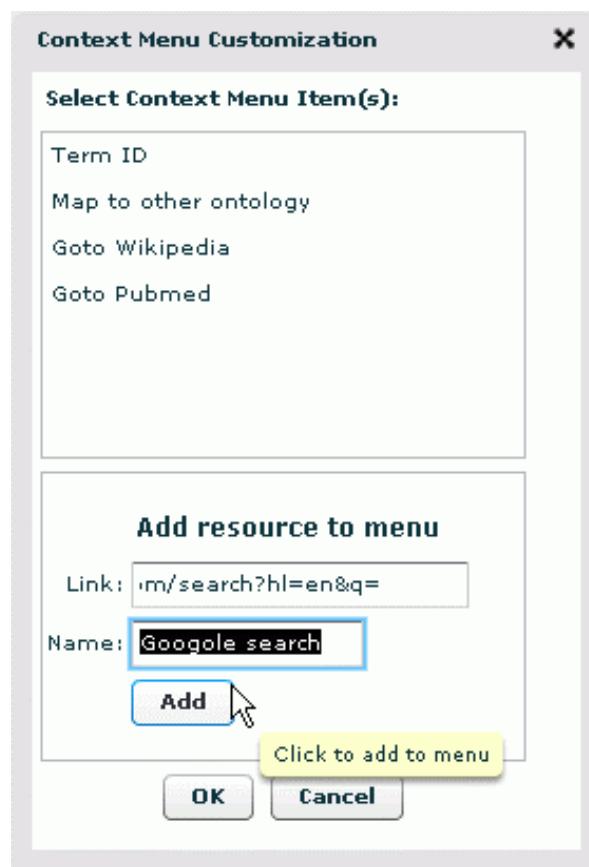 Context Menu Customization
Select Context Menu Item(s):
Term ID
Map to other ontology
Goto Wikipedia
Goto Pubmed
Add resource to menu
Link: m/search?hl=en&q=
Name: Googole search
Add
Click to add to menu
OK Cancel